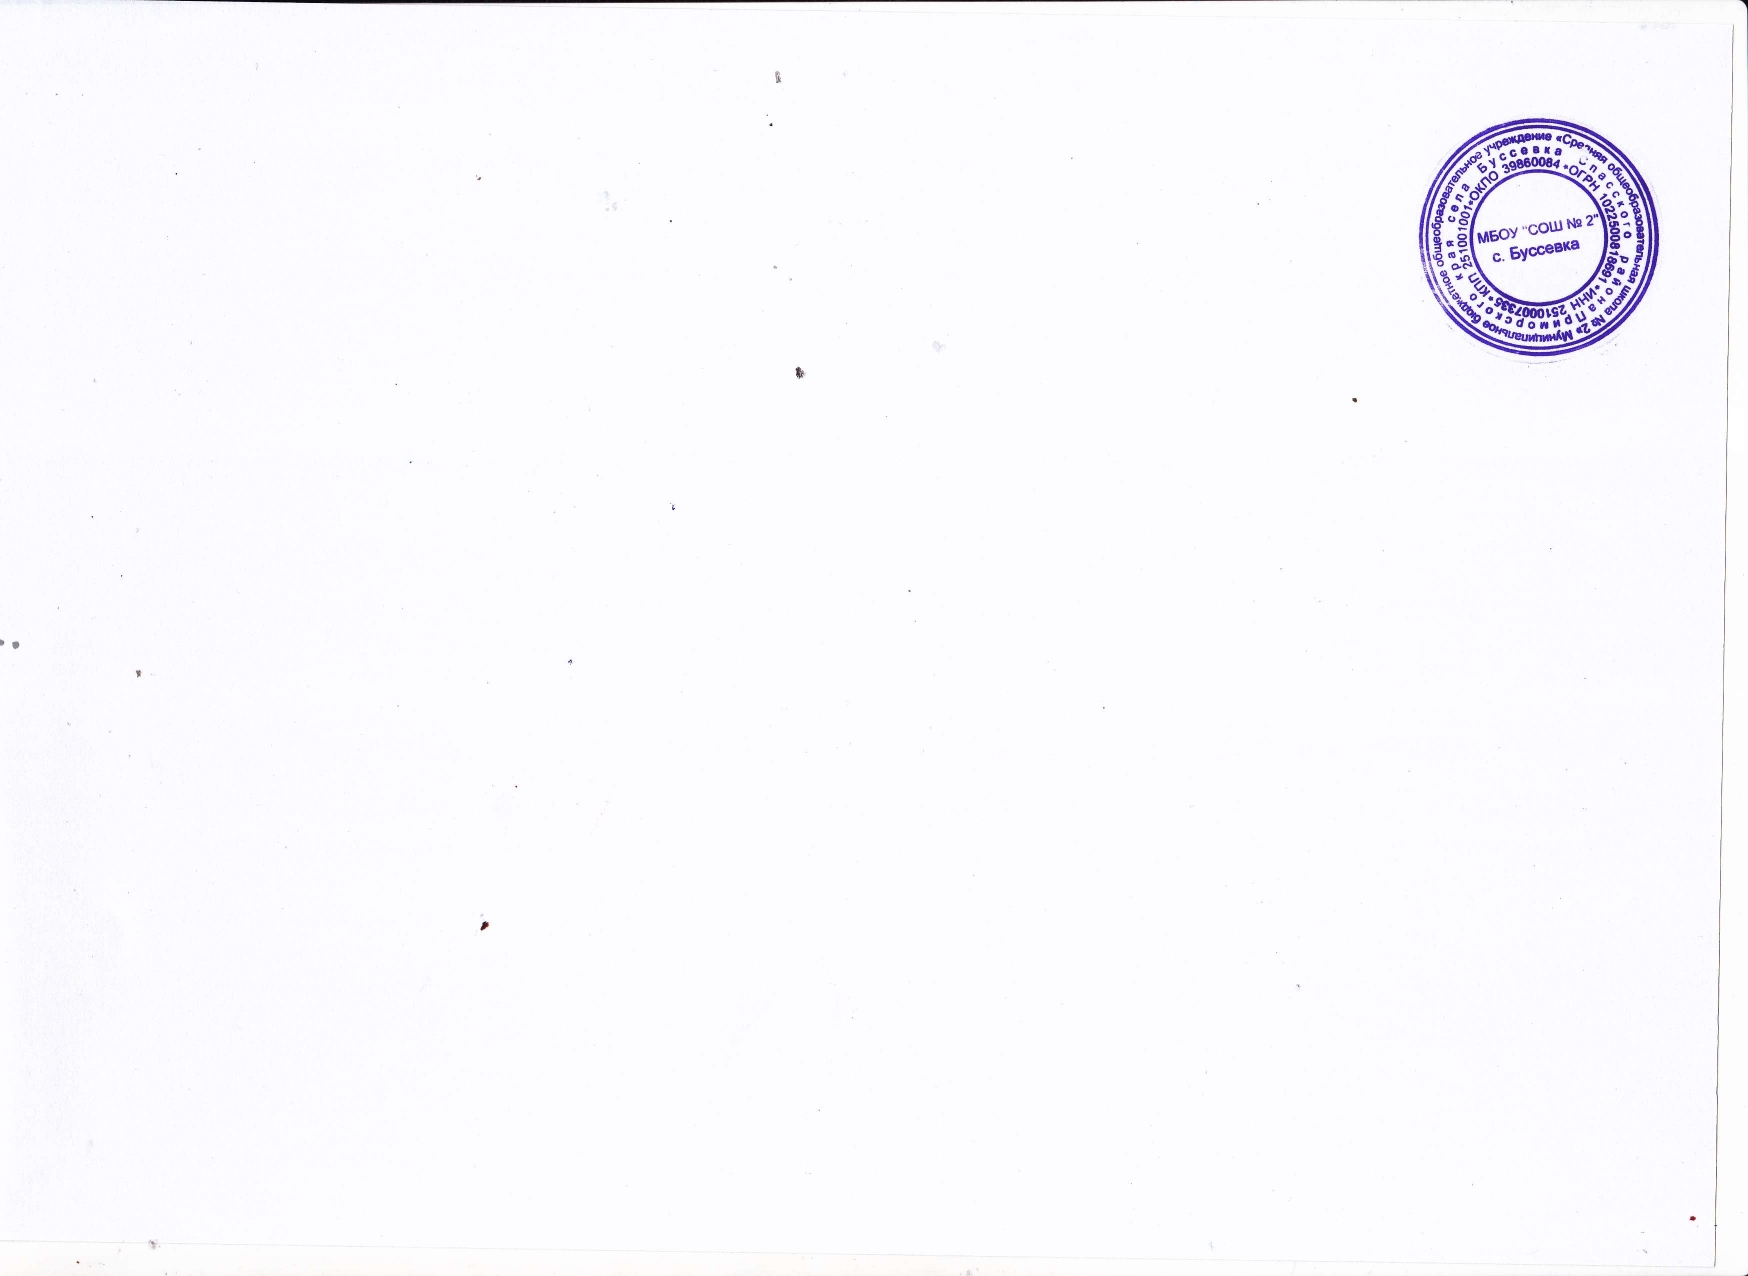 Муниципальное бюджетное общеобразовательное учреждение «Средняя общеобразовательная школа № 2»
села Буссевка Спасского района Приморского края
*КПП 251001001*ОКПО 39860084 *ОГРН 1022500818691 *ИНН 2510007335
МБОУ "СОШ № 2"
с. Буссевка